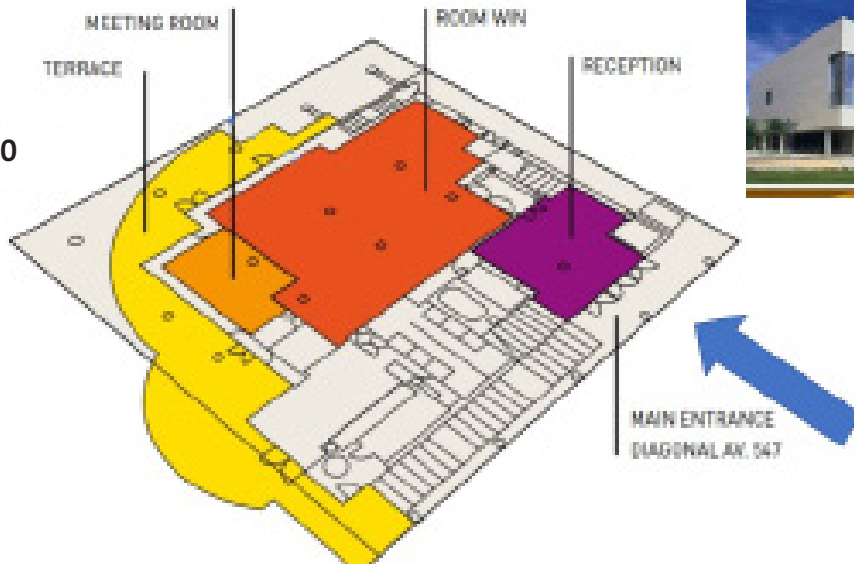 MEETING ROOM
ROOM WIN
TERRACE
RECEPTION
0
MAIN ENTRANCE
DIAGONAL AV. 547